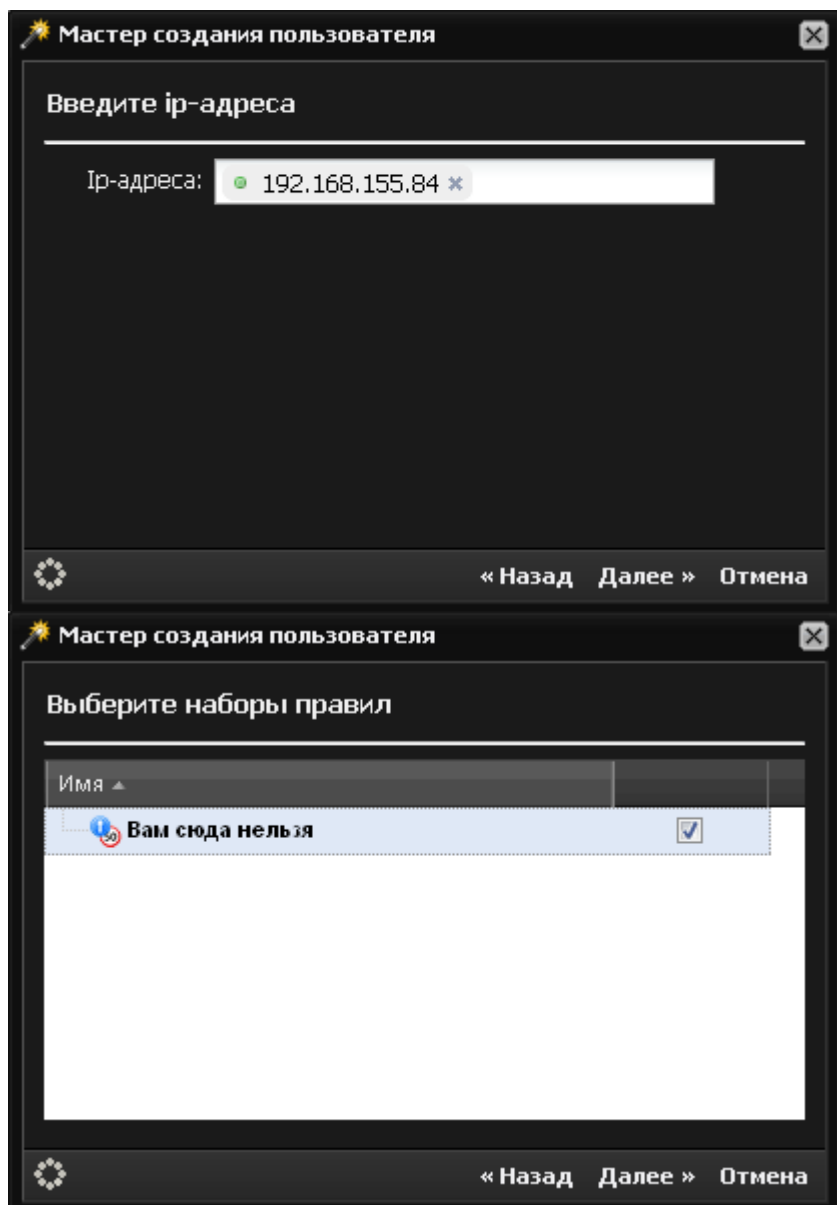 Мастер создания пользователя
Введите ip-адреса
Ip-адреса: 192.168.155.84
« Назад Далее » Отмена
Мастер создания пользователя
Выберите наборы правил
Имя
Вам сюда нельзя
« Назад Далее » Отмена